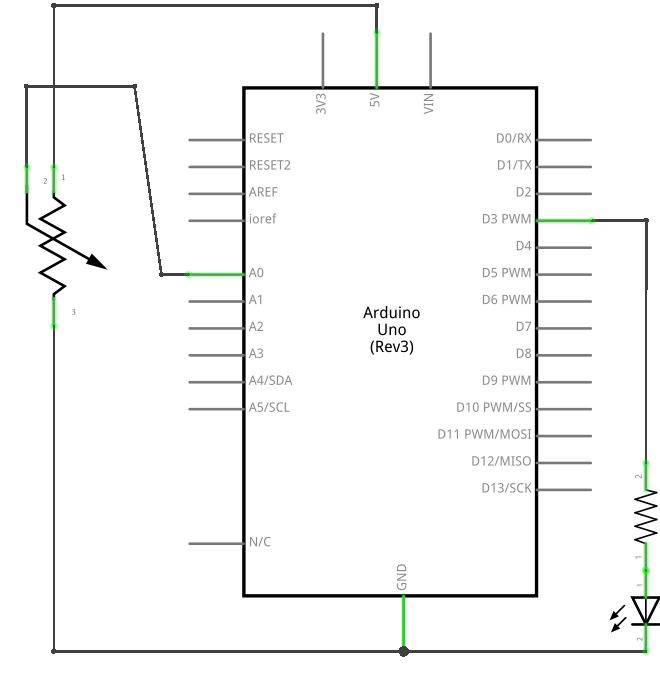 3V3
5V
VIN
RESET
RESET2
AREF
ioref
A0
A1
A2
A3
A4/SDA
A5/SCL
N/C
D0/RX
D1/TX
D2
D3 PWM
D4
D5 PWM
D6 PWM
D7
D8
D9 PWM
D10 PWM/SS
D11 PWM/MOSI
D12/MISO
D13/SCK
Arduino
Uno
(Rev3)
GND
2
1
3
2
1
1
2